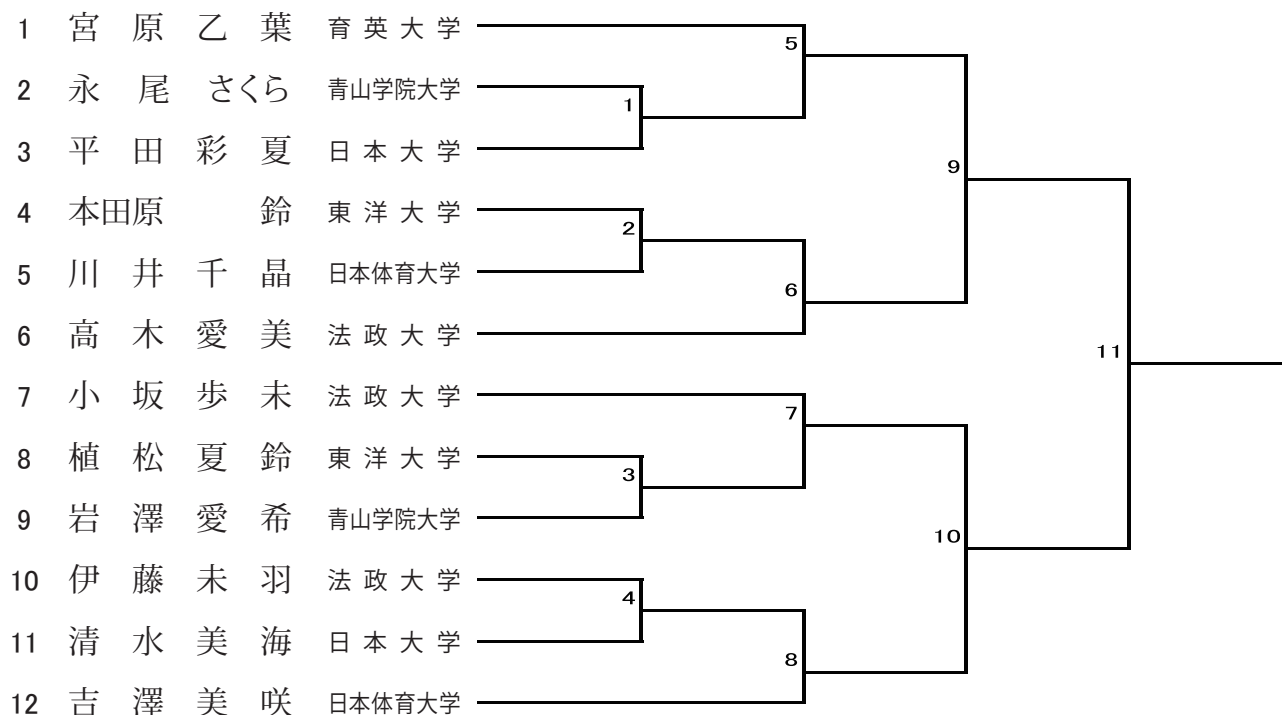 1 宮原乙葉 育英大学
5
2 永尾さくら 青山学院大学
1
3 平田彩夏 日本大学
9
4 本田原鈴 東洋大学
2
5 川井千晶 日本体育大学
6
6 高木愛美 法政大学
11
7 小坂歩未 法政大学
7
8 植松夏鈴 東洋大学
3
9 岩澤愛希 青山学院大学
10
10 伊藤未羽 法政大学
4
11 清水美海 日本大学
8
12 吉澤美咲 日本体育大学